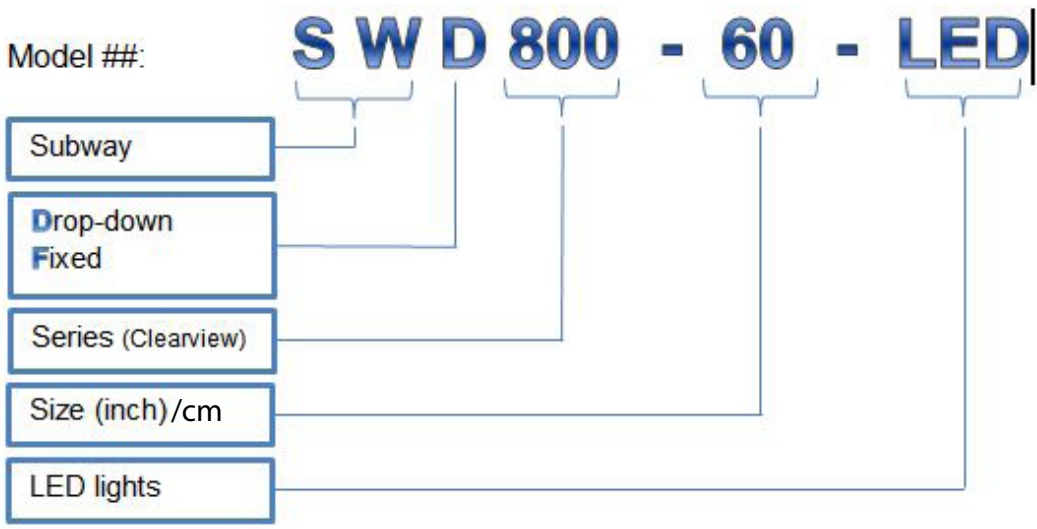 Model ##: S W D 800 - 60 - LED
Subway
Drop-down
Fixed
Series (Clearview)
Size (inch)/cm
LED lights